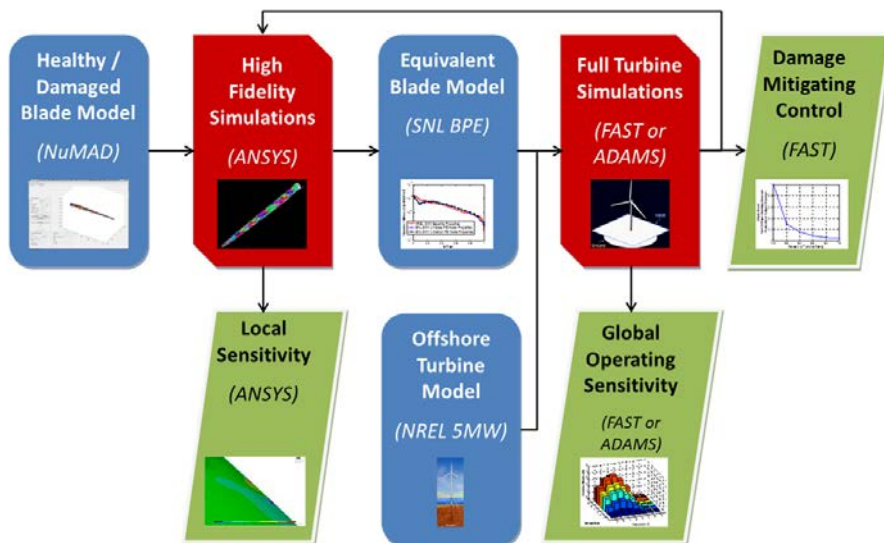 Healthy /
Damaged
Blade Model
(NuMAD)
High
Fidelity
Simulations
(ANSYS)
Equivalent
Blade Model
(SNL BPE)
Full Turbine
Simulations
(FAST or
ADAMS)
Damage
Mitigating
Control
(FAST)
Local
Sensitivity
(ANSYS)
Offshore
Turbine
Model
(NREL 5MW)
Global
Operating
Sensitivity
(FAST or
ADAMS)